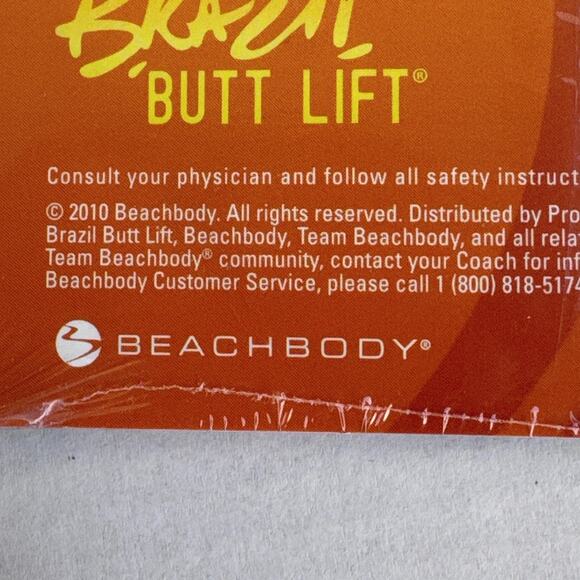 BRAZIL
BUTT LIFT®
Consult your physician and follow all safety instruct
© 2010 Beachbody. All rights reserved. Distributed by Pro
Brazil Butt Lift, Beachbody, Team Beachbody, and all rela
Team Beachbody® community, contact your Coach for inf
Beachbody Customer Service, please call 1 (800) 818-5174
BEACHBODY®